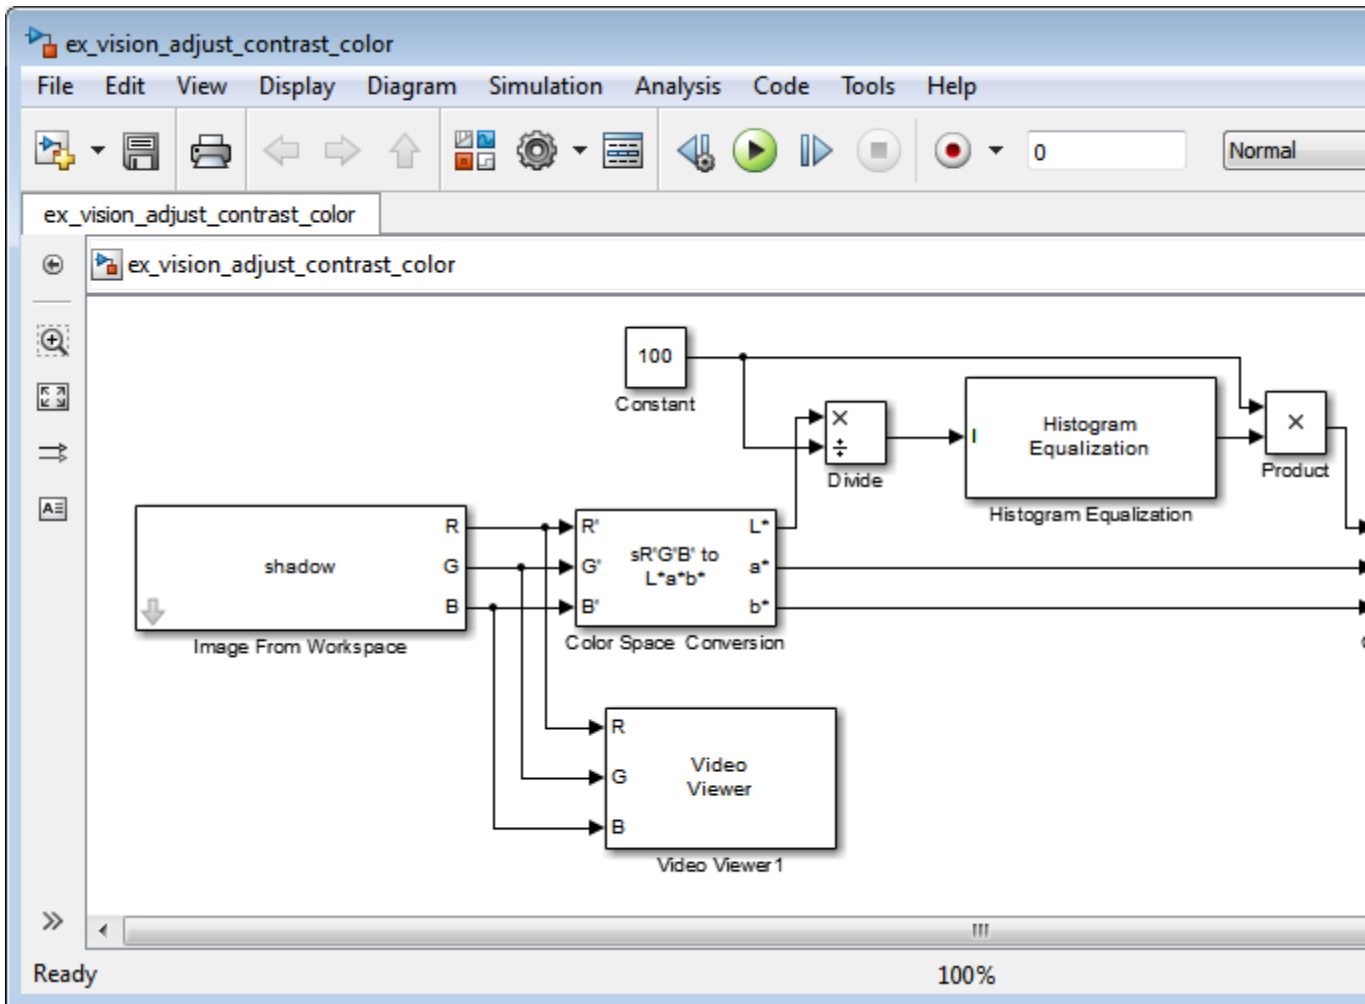 ex_vision_adjust_contrast_color
File Edit View Display Diagram Simulation Analysis Code Tools Help
0 Normal
ex_vision_adjust_contrast_color
ex_vision_adjust_contrast_color
100
Constant
×
÷
Divide
I
Histogram
Equalization
Histogram Equalization
×
Product
shadow
R
G
B
Image From Workspace
R'
G'
B'
sR'G'B' to
L*a*b*
L*
a*
b*
Color Space Conversion
R
G
B
Video
Viewer
Video Viewer1
Ready 100%